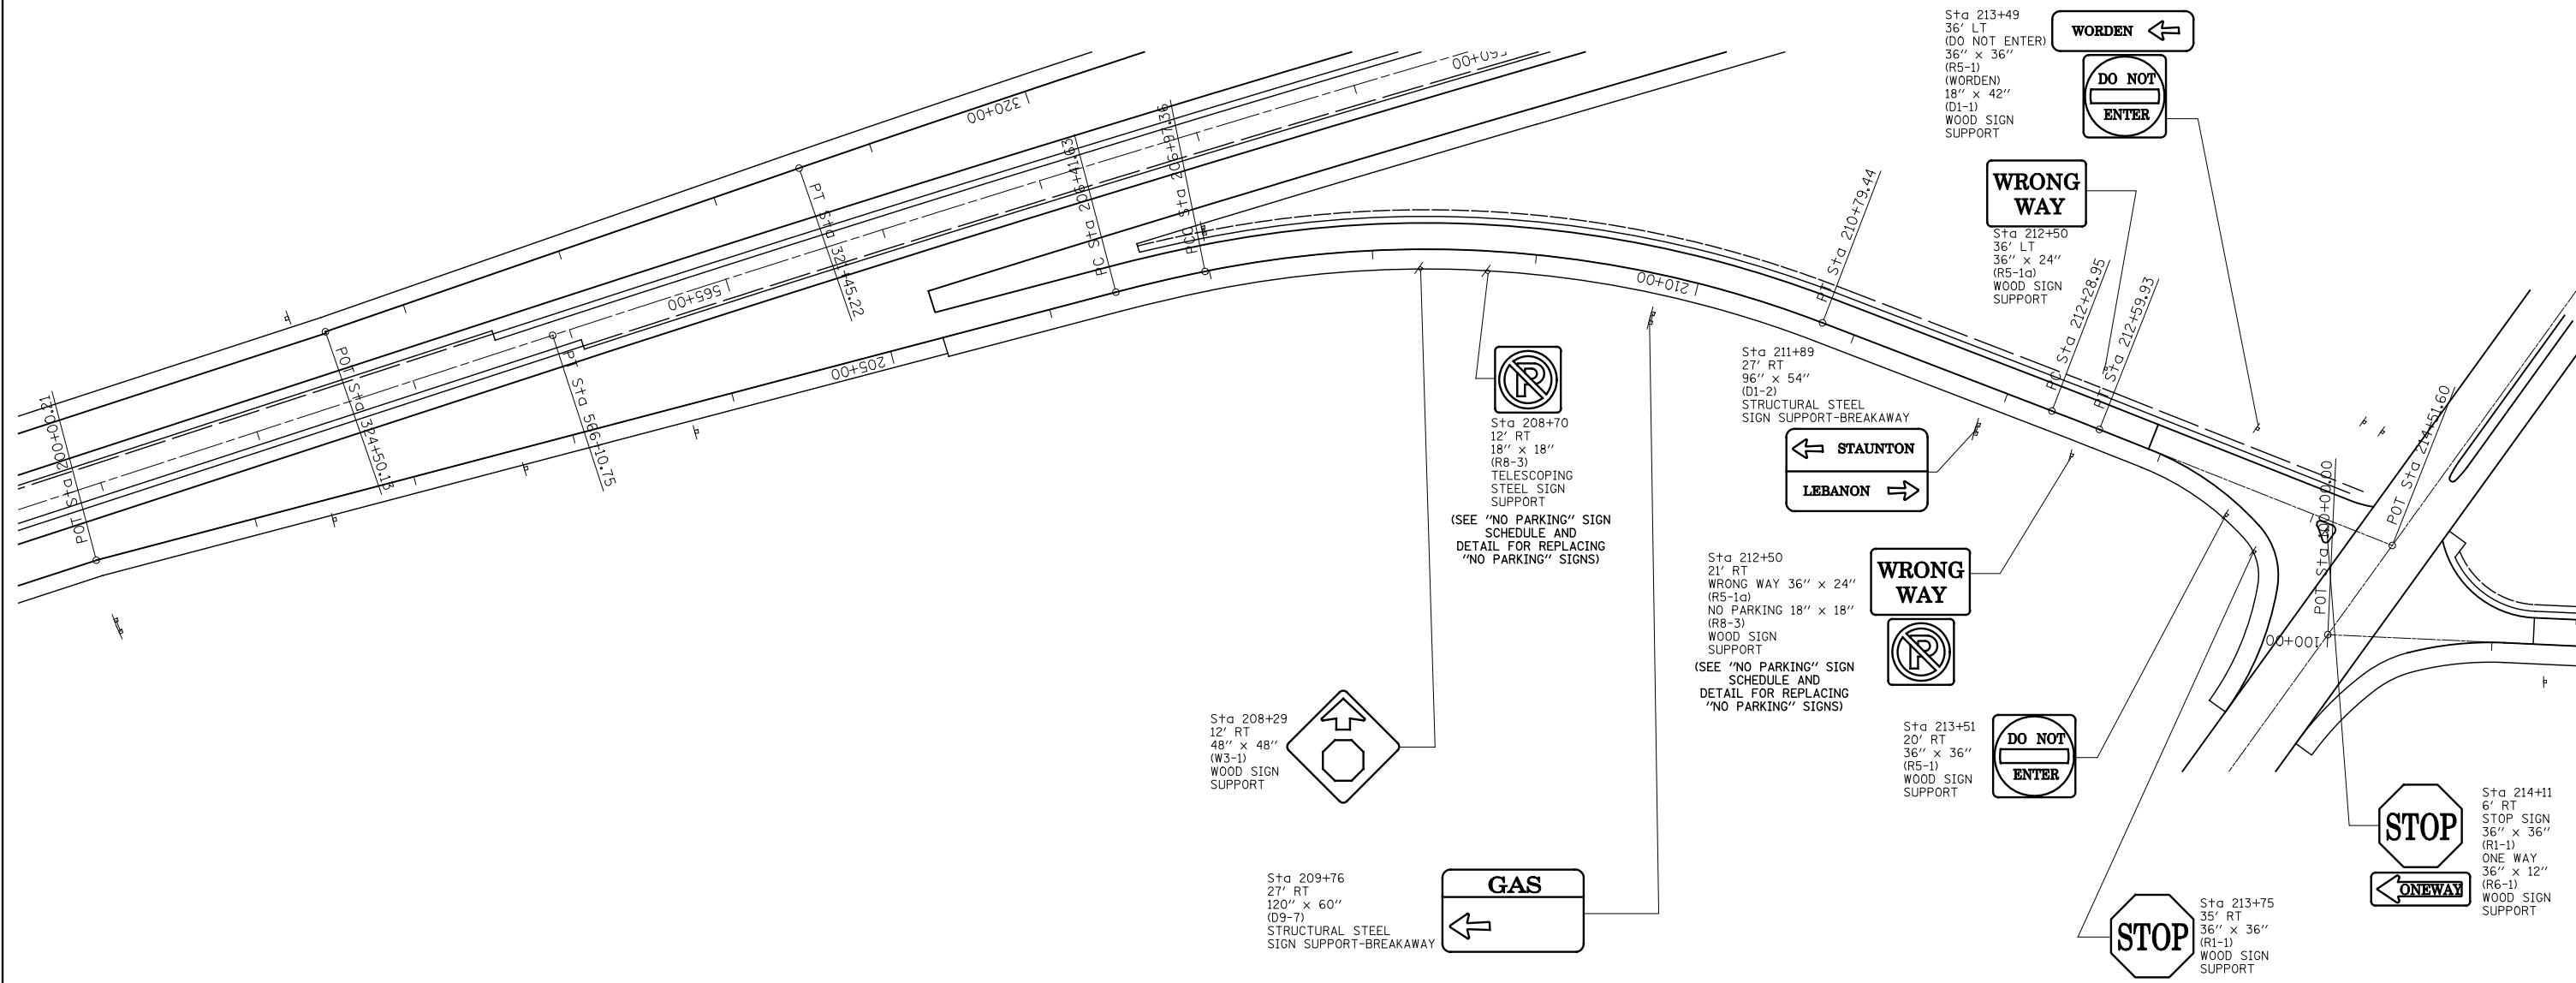 Sta 213+49
36' LT
(DO NOT ENTER)
36" x 36"
(R5-1)
(WORDEN)
18" x 42"
(D1-1)
WOOD SIGN
SUPPORT
WORDEN
DO NOT
ENTER
WRONG
WAY
Sta 212+50
36' LT
36" x 24"
(R5-1a)
WOOD SIGN
SUPPORT
560+00
320+00
PT Sta 321+45.22
PCC Sta 206+97.36
PT Sta 210+79.44
PC Sta 212+28.95
PT Sta 212+59.93
565+00
210+00
205+00
POT Sta 200+00.21
POT Sta 324+50.13
PT Sta 566+10.75
POT Sta 214+51.60
POT Sta 100+00.00
100+00
Sta 208+70
12' RT
18" x 18"
(R8-3)
TELESCOPING
STEEL SIGN
SUPPORT
(SEE "NO PARKING" SIGN
SCHEDULE AND
DETAIL FOR REPLACING
"NO PARKING" SIGNS)
P
Sta 211+89
27' RT
96" x 54"
(D1-2)
STRUCTURAL STEEL
SIGN SUPPORT-BREAKAWAY
STAUNTON
LEBANON
Sta 212+50
21' RT
WRONG WAY 36" x 24"
(R5-1a)
NO PARKING 18" x 18"
(R8-3)
WOOD SIGN
SUPPORT
(SEE "NO PARKING" SIGN
SCHEDULE AND
DETAIL FOR REPLACING
"NO PARKING" SIGNS)
WRONG
WAY
P
Sta 208+29
12' RT
48" x 48"
(W3-1)
WOOD SIGN
SUPPORT
Sta 213+51
20' RT
36" x 36"
(R5-1)
WOOD SIGN
SUPPORT
DO NOT
ENTER
Sta 209+76
27' RT
120" x 60"
(D9-7)
STRUCTURAL STEEL
SIGN SUPPORT-BREAKAWAY
GAS
STOP
ONEWAY
Sta 214+11
6' RT
STOP SIGN
36" x 36"
(R1-1)
ONE WAY
36" x 12"
(R6-1)
WOOD SIGN
SUPPORT
STOP
Sta 213+75
35' RT
36" x 36"
(R1-1)
WOOD SIGN
SUPPORT